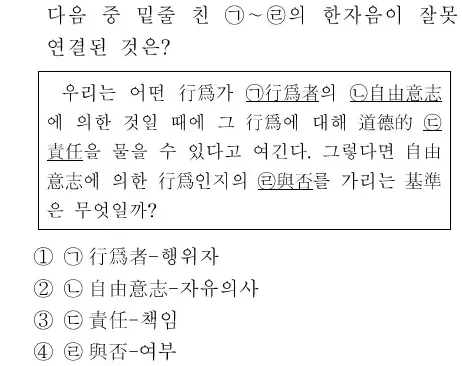 다음 중 밑줄 친 ㉠~㉣의 한자음이 잘못
연결된 것은?
우리는 어떤 行爲가 ㉠行爲者의 ㉡自由意志
에 의한 것일 때에 그 行爲에 대해 道德的 ㉢
責任을 물을 수 있다고 여긴다. 그렇다면 自由
意志에 의한 行爲인지의 ㉣與否를 가리는 基準
은 무엇일까?
① ㉠ 行爲者-행위자
② ㉡ 自由意志-자유의사
③ ㉢ 責任-책임
④ ㉣ 與否-여부